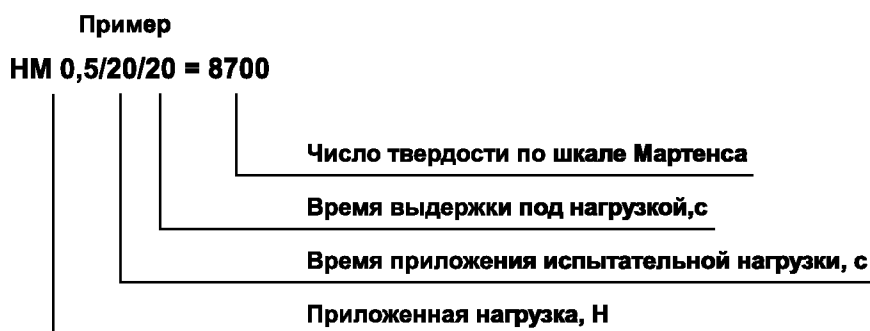 Пример
НМ 0,5/20/20 = 8700
Число твердости по шкале Мартенса
Время выдержки под нагрузкой,с
Время приложения испытательной нагрузки, с
Приложенная нагрузка, Н